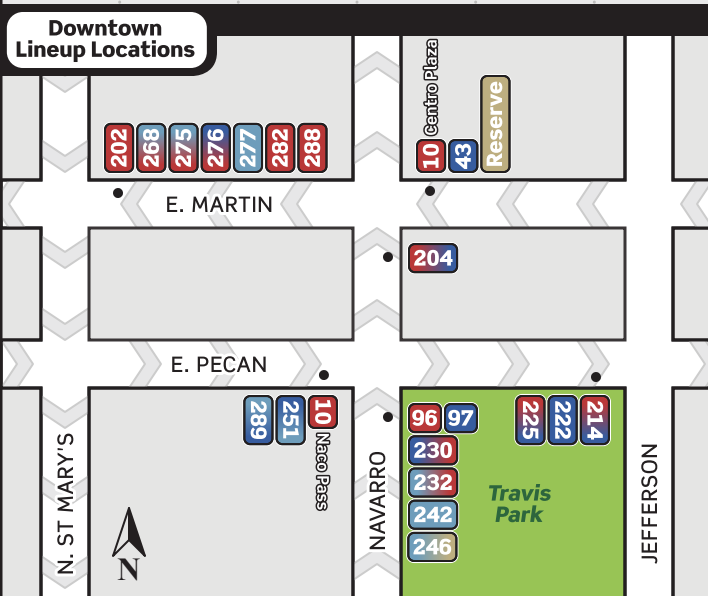 Downtown
Lineup Locations
202 268 275 276 277 282 288
10 Centro Plaza 43 Reserve
E. MARTIN
204
E. PECAN
289 251 10 Naco Pass
96 97
230
232
242
246
225 222 214
Travis
Park
N. ST MARY'S
NAVARRO
JEFFERSON
N